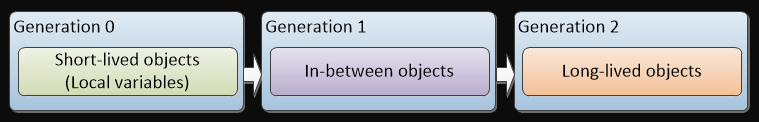 Generation 0
Short-lived objects
(Local variables)
Generation 1
In-between objects
Generation 2
Long-lived objects